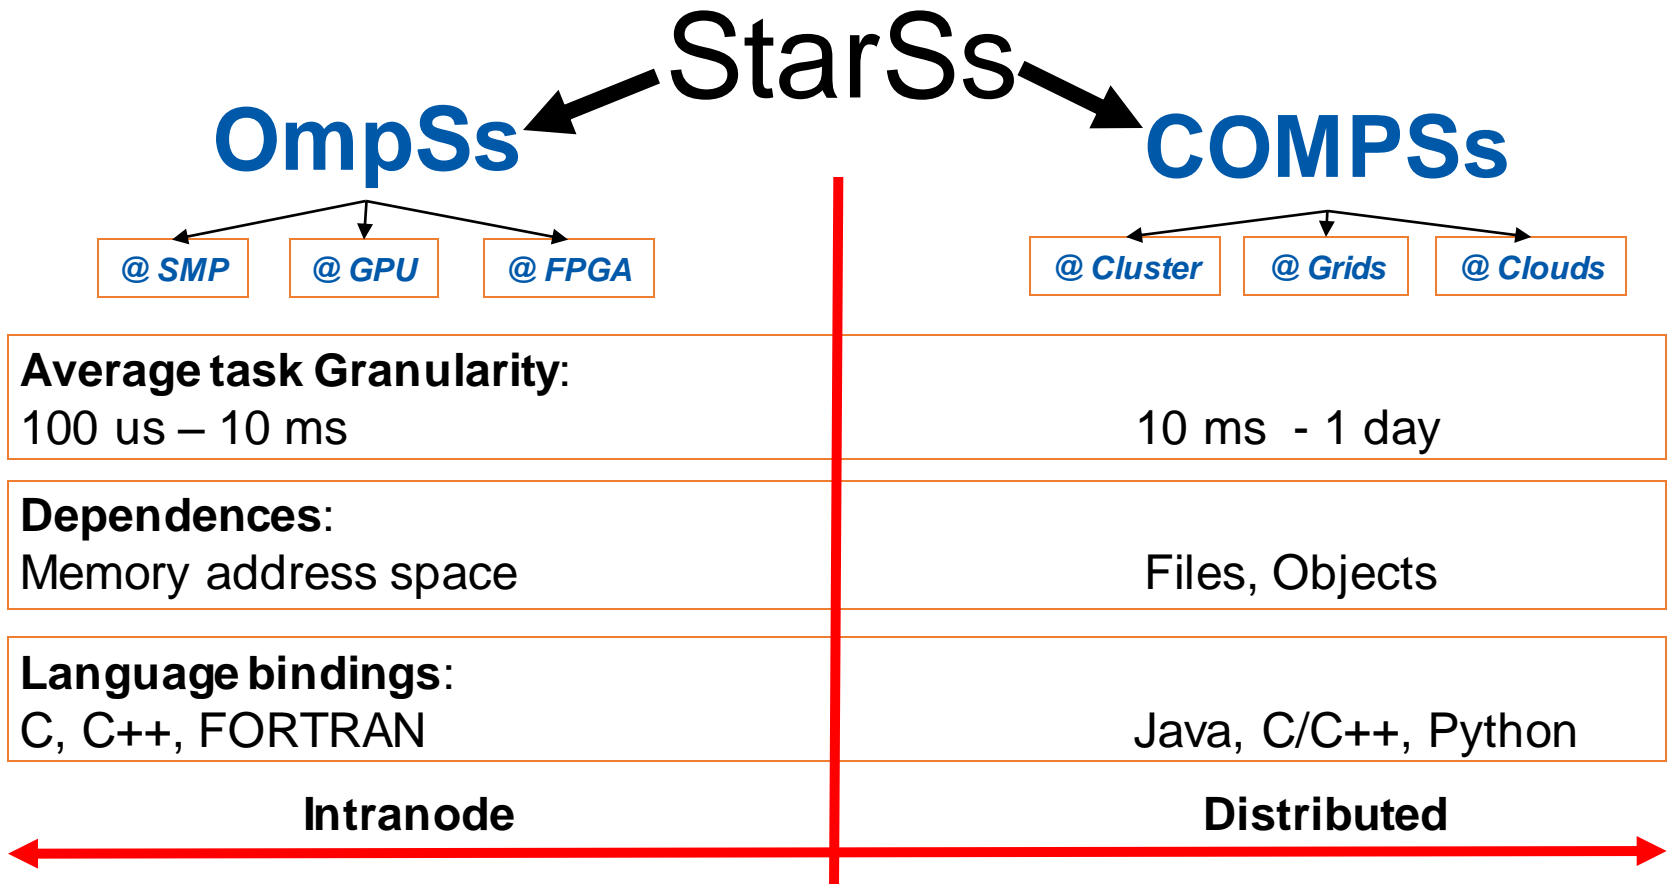 StarSs
OmpSs
COMPSs
@ SMP
@ GPU
@ FPGA
@ Cluster
@ Grids
@ Clouds
Average task Granularity:
100 us – 10 ms
10 ms - 1 day
Dependences:
Memory address space
Files, Objects
Language bindings:
C, C++, FORTRAN
Java, C/C++, Python
Intranode
Distributed